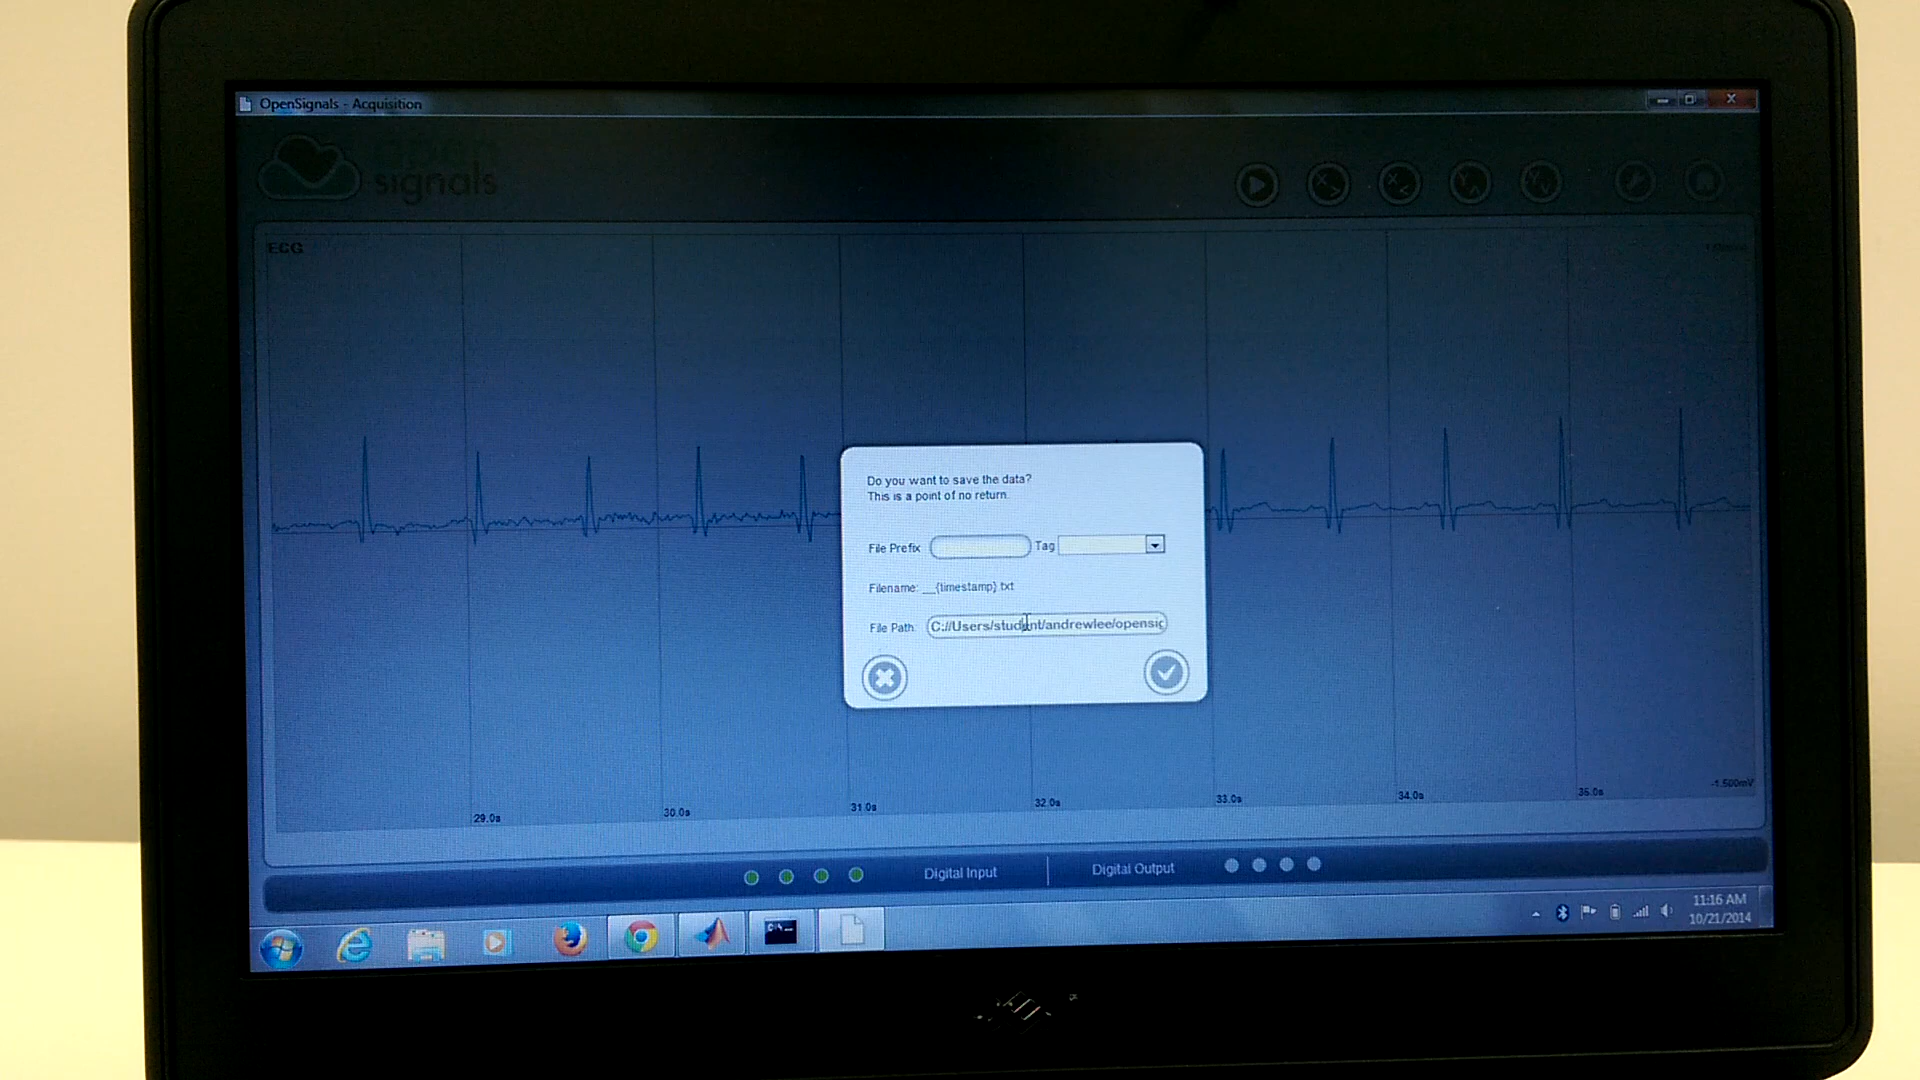 OpenSignals - Acquisition
open
signals
ECG
Do you want to save the data?
This is a point of no return.
File Prefix
Tag
Filename: __{timestamp}.txt
File Path: C://Users/student/andrewlee/opensig
-1.500mV
29.0s 30.0s 31.0s 32.0s 33.0s 34.0s 35.0s
Digital Input
Digital Output
11:16 AM
10/21/2014